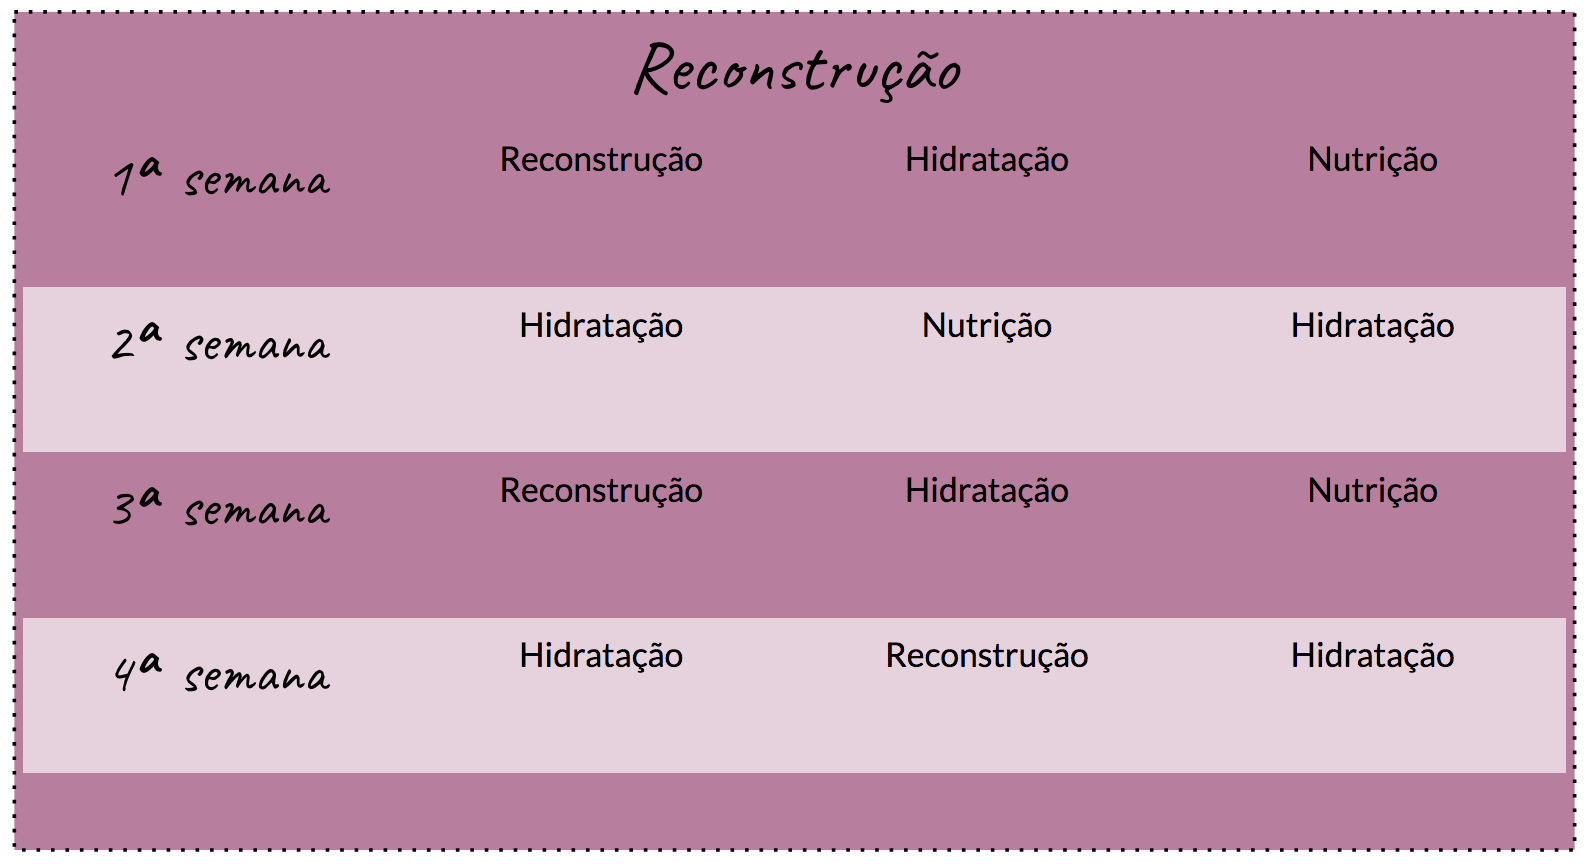 Reconstrução
1ª semana Reconstrução Hidratação Nutrição
2ª semana Hidratação Nutrição Hidratação
3ª semana Reconstrução Hidratação Nutrição
4ª semana Hidratação Reconstrução Hidratação